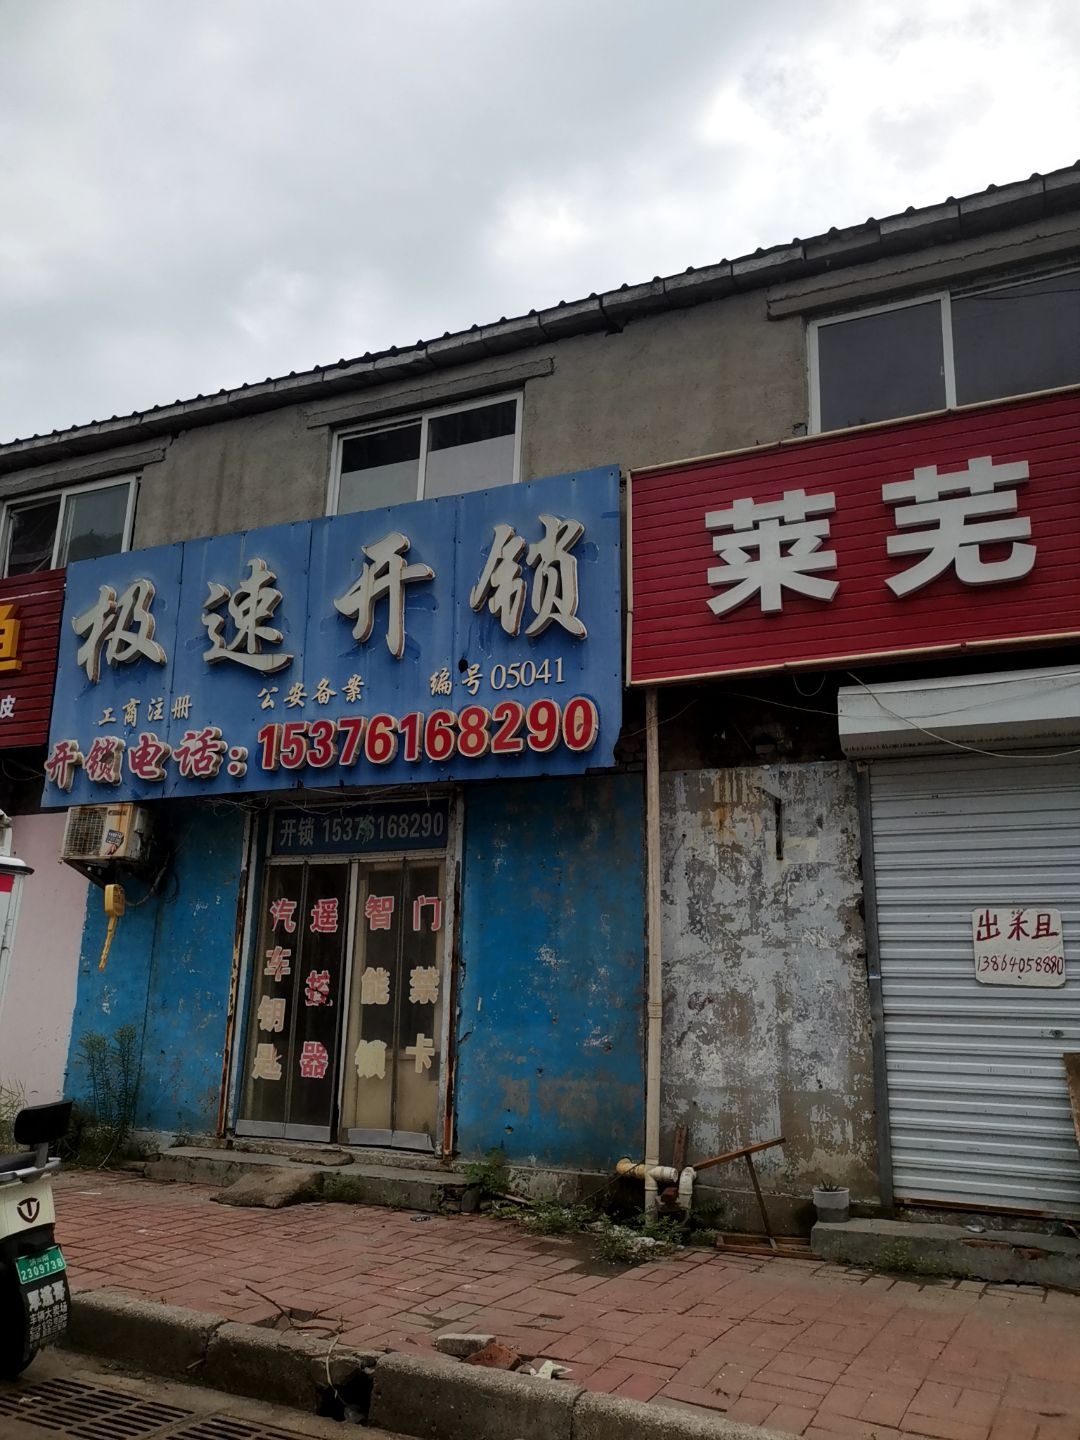 极速开锁
工商注册 公安备案 编号05041
开锁电话:15376168290
莱芜
皮
开锁 15376168290
汽车钥匙
遥控器
智能锁
门禁卡
出租
13864058880
2309738